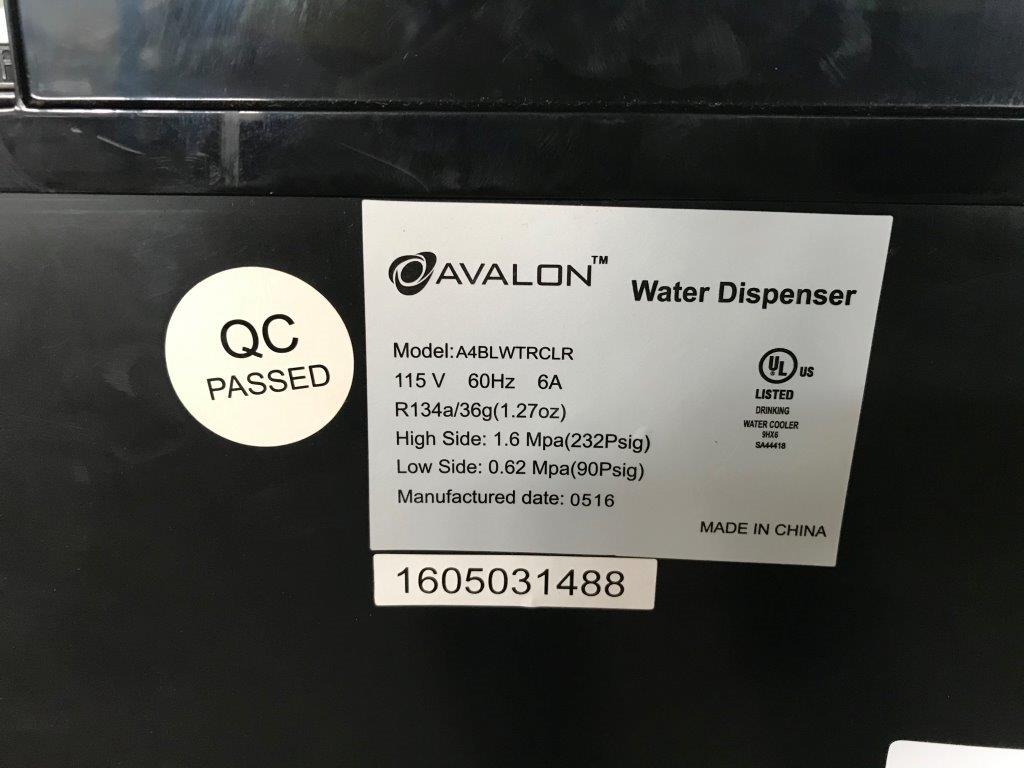 QC
PASSED
AVALON™
Water Dispenser
Model: A4BLWTRCLR
115 V 60Hz 6A
R134a/36g(1.27oz)
High Side: 1.6 Mpa(232Psig)
Low Side: 0.62 Mpa(90Psig)
Manufactured date: 0516
UL US
LISTED
DRINKING
WATER COOLER
9HX6
SA44418
MADE IN CHINA
1605031488